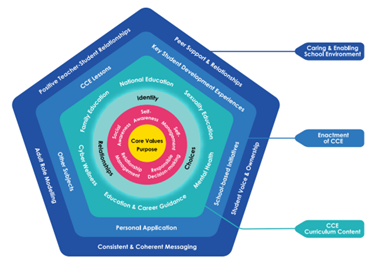 Positive Teacher-Student Relationships
Peer Support & Relationships
Caring & Enabling
School Environment
CCE Lessons
Key Student Development Experiences
National Education
Family Education
Sexuality Education
Identity
Self-
Awareness
Social
Awareness
Self-
Management
Core Values
Purpose
Enactment
of CCE
Relationships
Choices
Relationship
Management
Responsible
Decision-making
Other Subjects
Cyber Wellness
Mental Health
School-based Initiatives
Adult Role Modelling
Student Voice & Ownership
Education & Career Guidance
CCE
Curriculum Content
Personal Application
Consistent & Coherent Messaging